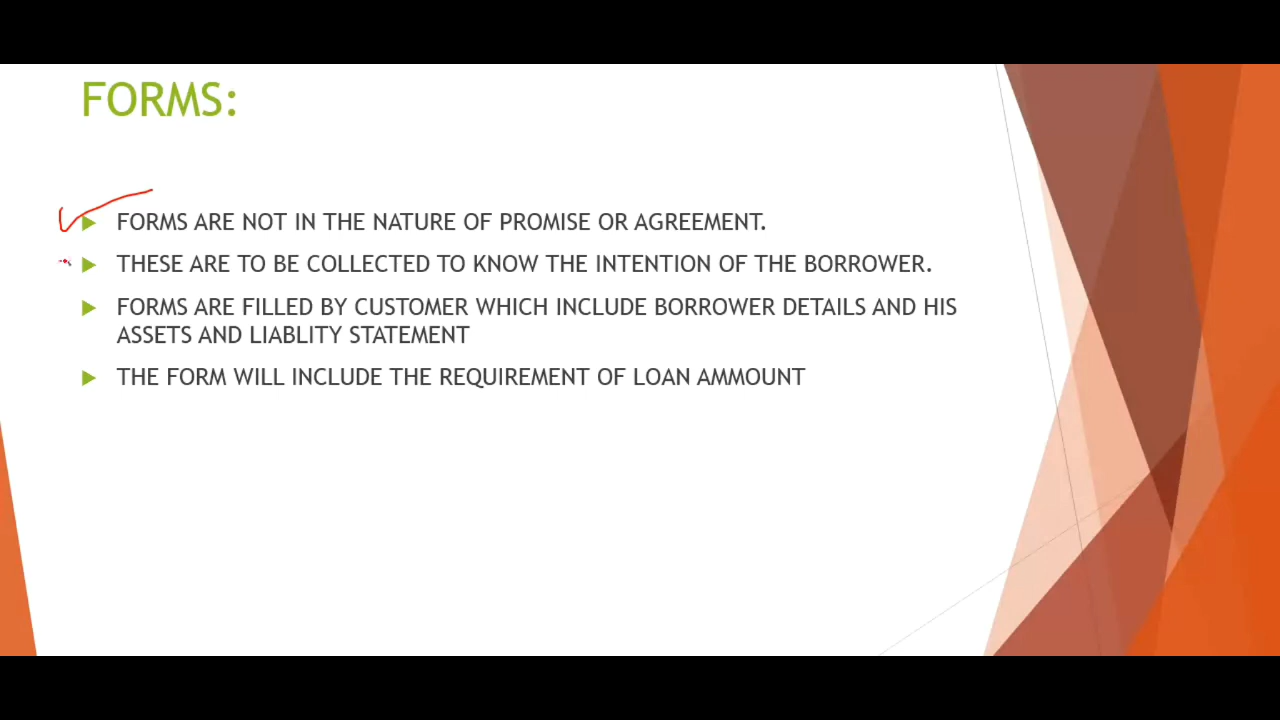 FORMS:
FORMS ARE NOT IN THE NATURE OF PROMISE OR AGREEMENT.
THESE ARE TO BE COLLECTED TO KNOW THE INTENTION OF THE BORROWER.
FORMS ARE FILLED BY CUSTOMER WHICH INCLUDE BORROWER DETAILS AND HIS
ASSETS AND LIABLITY STATEMENT
THE FORM WILL INCLUDE THE REQUIREMENT OF LOAN AMMOUNT